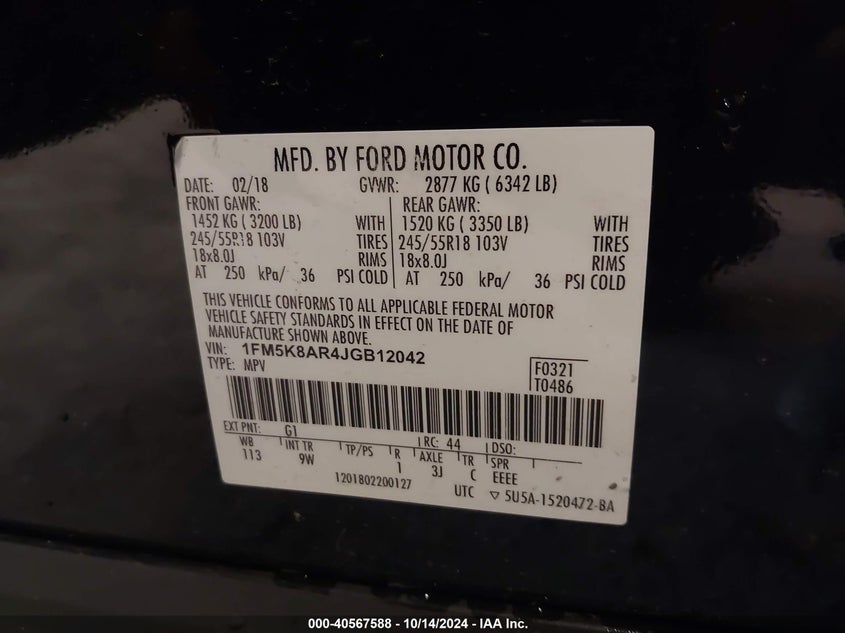 MFD. BY FORD MOTOR CO.
DATE: 02/18 GVWR: 2877 KG ( 6342 LB)
FRONT GAWR: REAR GAWR:
1452 KG ( 3200 LB) WITH 1520 KG ( 3350 LB) WITH
245/55R18 103V TIRES 245/55R18 103V TIRES
18x8.0J RIMS 18x8.0J RIMS
AT 250 kPa/ 36 PSI COLD AT 250 kPa/ 36 PSI COLD
THIS VEHICLE CONFORMS TO ALL APPLICABLE FEDERAL MOTOR
VEHICLE SAFETY STANDARDS IN EFFECT ON THE DATE OF
MANUFACTURE SHOWN ABOVE.
VIN: 1FM5K8AR4JGB12042
TYPE: MPV
F0321
T0486
EXT PNT: G1 RC: 44 DSO:
WB INT TR TP/PS R AXLE TR SPR
113 9W 1 3J C EEEE
1201802200127
UTC ▽ 5U5A-1520472-BA
000-40567588 - 10/14/2024 - IAA Inc.